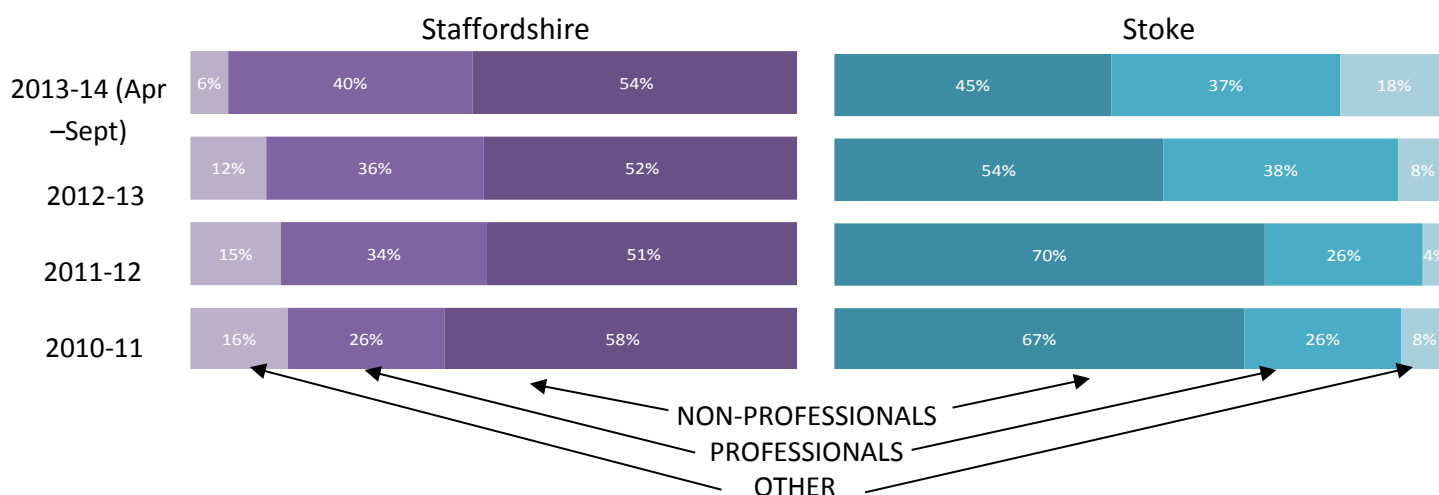 Staffordshire Stoke
2013-14 (Apr
–Sept)
6% 40% 54% 45% 37% 18%
2012-13
12% 36% 52% 54% 38% 8%
2011-12
15% 34% 51% 70% 26% 4%
2010-11
16% 26% 58% 67% 26% 8%
NON-PROFESSIONALS
PROFESSIONALS
OTHER